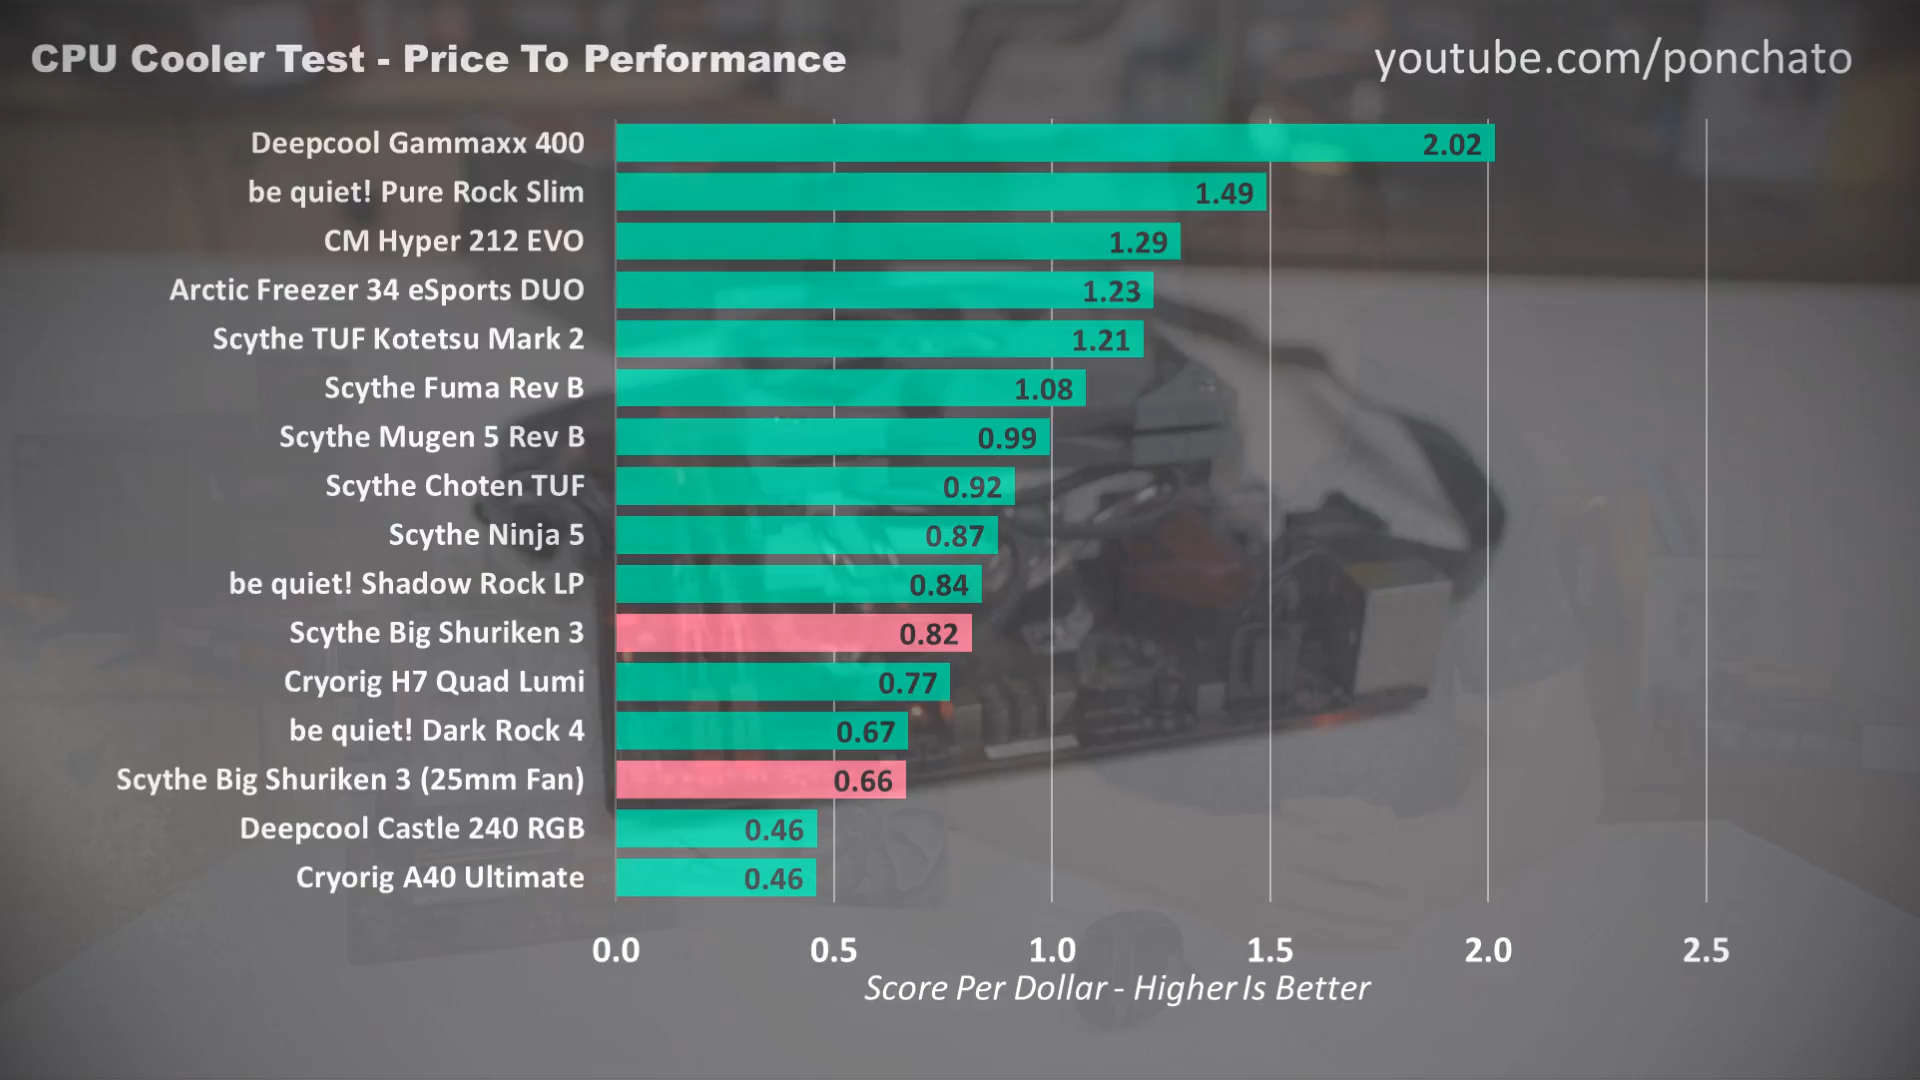 CPU Cooler Test - Price To Performance
youtube.com/ponchato
Deepcool Gammaxx 400 2.02
be quiet! Pure Rock Slim 1.49
CM Hyper 212 EVO 1.29
Arctic Freezer 34 eSports DUO 1.23
Scythe TUF Kotetsu Mark 2 1.21
Scythe Fuma Rev B 1.08
Scythe Mugen 5 Rev B 0.99
Scythe Choten TUF 0.92
Scythe Ninja 5 0.87
be quiet! Shadow Rock LP 0.84
Scythe Big Shuriken 3 0.82
Cryorig H7 Quad Lumi 0.77
be quiet! Dark Rock 4 0.67
Scythe Big Shuriken 3 (25mm Fan) 0.66
Deepcool Castle 240 RGB 0.46
Cryorig A40 Ultimate 0.46
0.0 0.5 1.0 1.5 2.0 2.5
Score Per Dollar - Higher Is Better